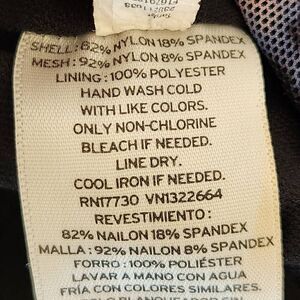 SHELL: 82% NYLON 18% SPANDEX
MESH: 92% NYLON 8% SPANDEX
LINING: 100% POLYESTER
HAND WASH COLD
WITH LIKE COLORS.
ONLY NON-CHLORINE
BLEACH IF NEEDED.
LINE DRY.
COOL IRON IF NEEDED.
RN17730 VN1322664
REVESTIMIENTO:
82% NAILON 18% SPANDEX
MALLA: 92% NAILON 8% SPANDEX
FORRO: 100% POLIÉSTER
LAVAR A MANO CON AGUA
FRÍA CON COLORES SIMILARES.